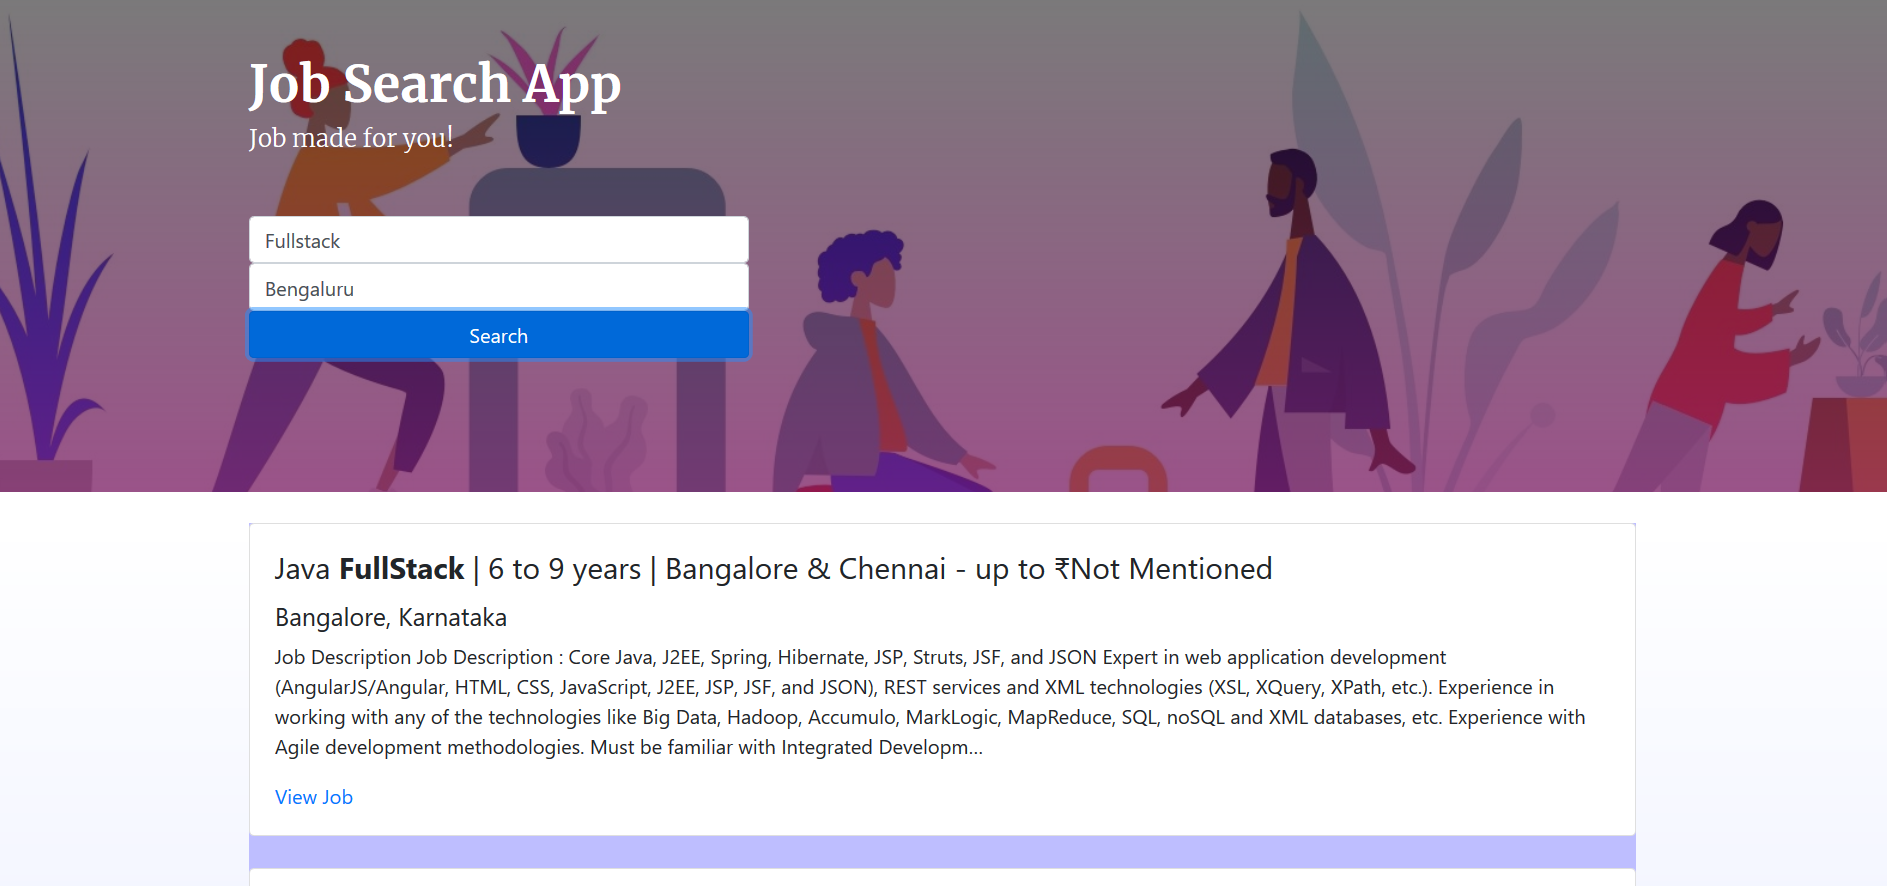 Job Search App
Job made for you!
Fullstack
Bengaluru
Search
Java FullStack | 6 to 9 years | Bangalore & Chennai - up to ₹Not Mentioned
Bangalore, Karnataka
Job Description Job Description : Core Java, J2EE, Spring, Hibernate, JSP, Struts, JSF, and JSON Expert in web application development
(AngularJS/Angular, HTML, CSS, JavaScript, J2EE, JSP, JSF, and JSON), REST services and XML technologies (XSL, XQuery, XPath, etc.). Experience in
working with any of the technologies like Big Data, Hadoop, Accumulo, MarkLogic, MapReduce, SQL, noSQL and XML databases, etc. Experience with
Agile development methodologies. Must be familiar with Integrated Developm…
View Job